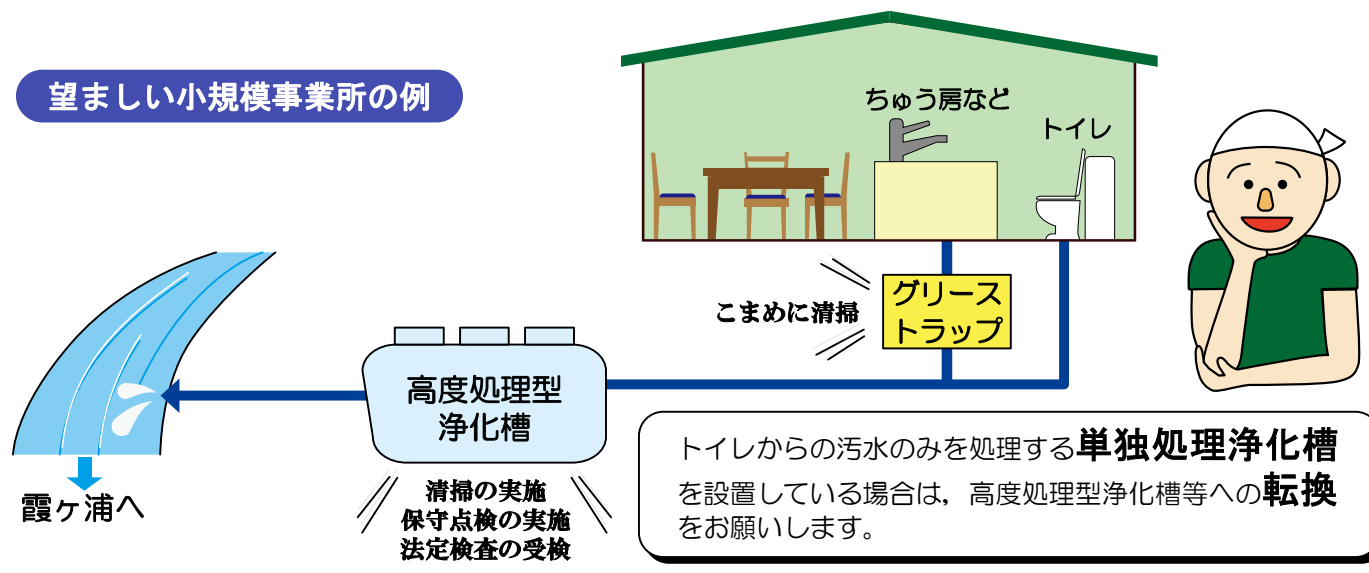 望ましい小規模事業所の例
ちゅう房など
トイレ
グリース
トラップ
こまめに清掃
高度処理型
浄化槽
清掃の実施
保守点検の実施
法定検査の受検
霞ヶ浦へ
トイレからの汚水のみを処理する単独処理浄化槽
を設置している場合は，高度処理型浄化槽等への転換
をお願いします。